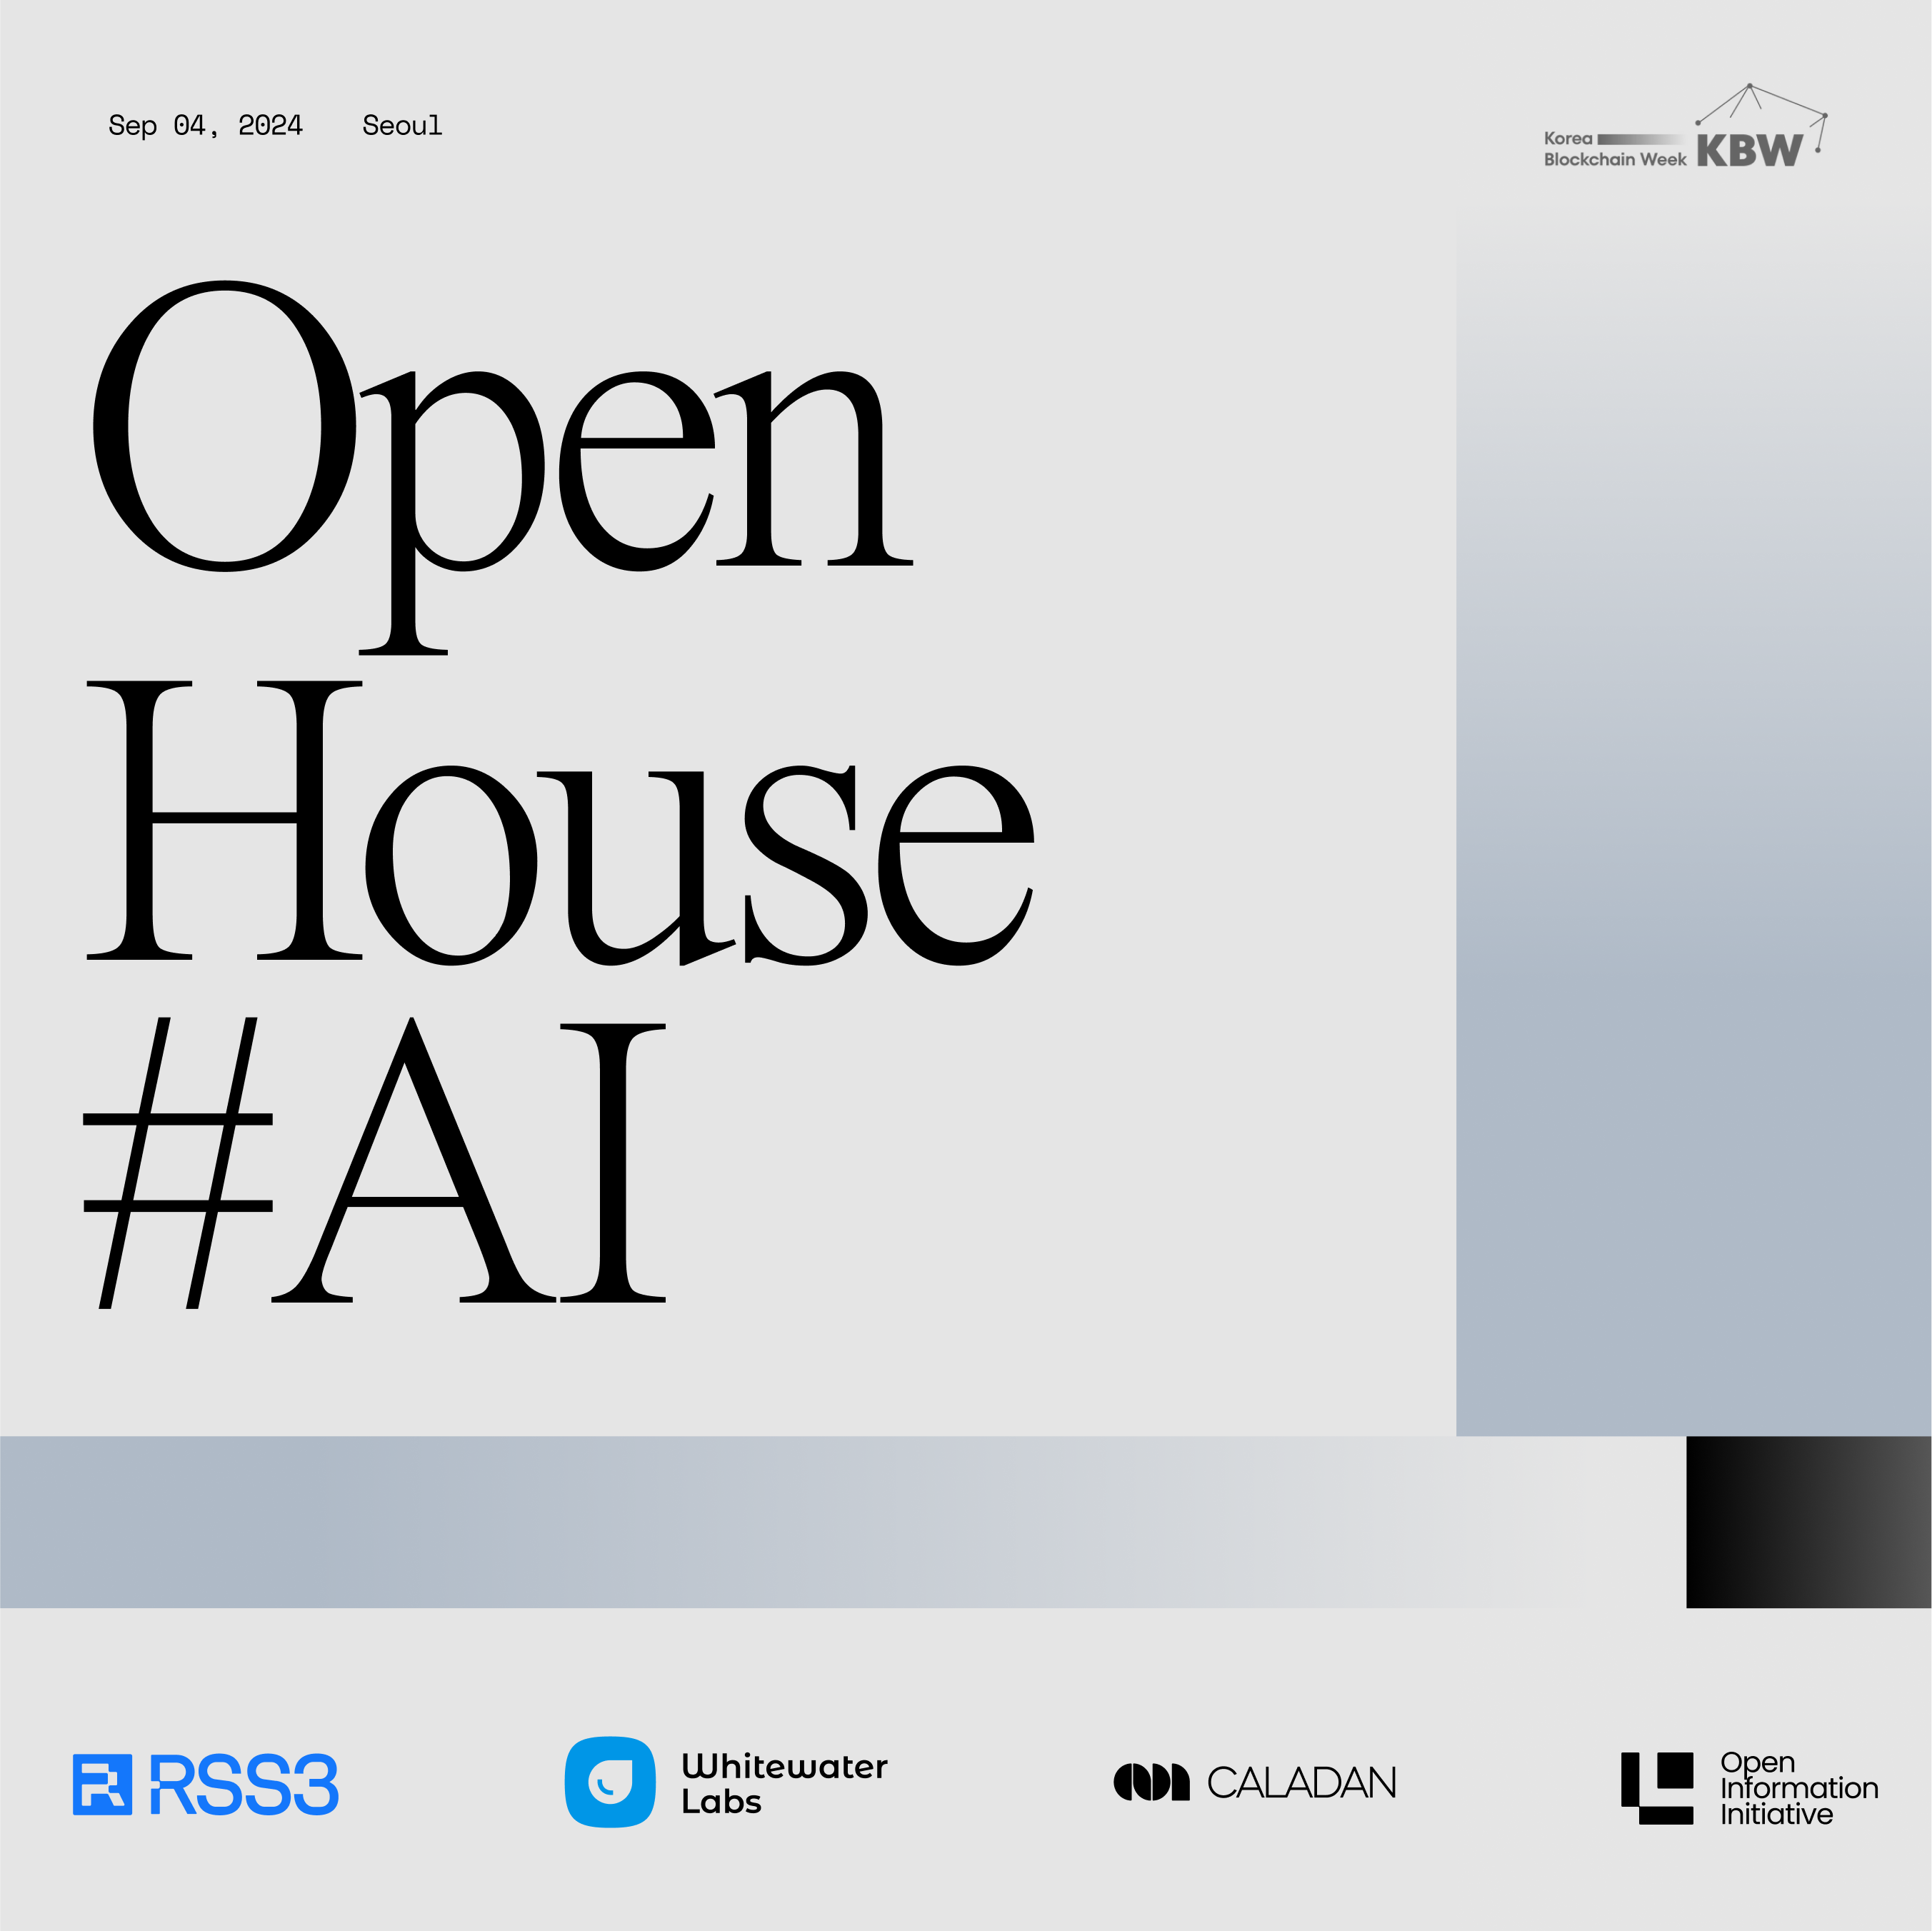 Sep 04, 2024 Seoul
Korea
Blockchain Week KBW
Open
House
#AI
RSS3
Whitewater
Labs
CALADAN
Open
Information
Initiative